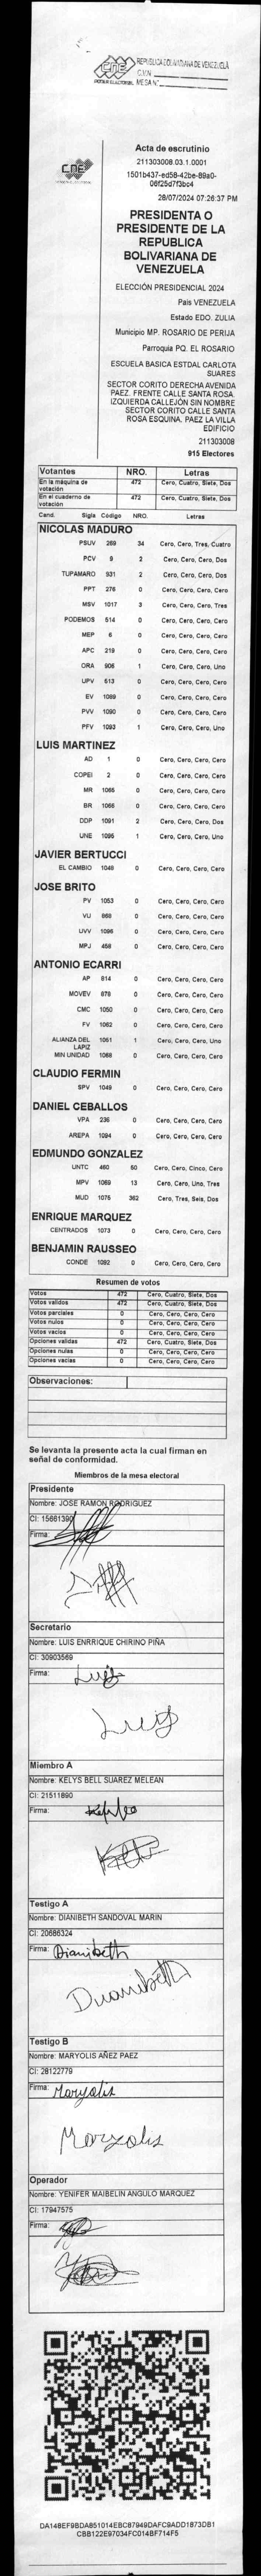 CNE
PODER ELECTORAL
REPUBLICA BOLIVARIANA DE VENEZUELA
C.V.N.
MESA N°
CNE
Acta de escrutinio
211303008.03.1.0001
1501b437-ed58-42be-89a0-
06f25d7f3bc4
28/07/2024 07:26:37 PM
PRESIDENTA O
PRESIDENTE DE LA
REPUBLICA
BOLIVARIANA DE
VENEZUELA
ELECCIÓN PRESIDENCIAL 2024
País VENEZUELA
Estado EDO. ZULIA
Municipio MP. ROSARIO DE PERIJA
Parroquia PQ. EL ROSARIO
ESCUELA BASICA ESTDAL CARLOTA
SUARES
SECTOR CORITO DERECHA AVENIDA
PAEZ. FRENTE CALLE SANTA ROSA.
IZQUIERDA CALLEJÓN SIN NOMBRE
SECTOR CORITO CALLE SANTA
ROSA ESQUINA. PAEZ LA VILLA
EDIFICIO
211303008
915 Electores
Votantes NRO. Letras
En la máquina de votación 472 Cero, Cuatro, Siete, Dos
En el cuaderno de votación 472 Cero, Cuatro, Siete, Dos
Cand. Sigla Codigo NRO. Letras
NICOLAS MADURO
PSUV 269 34 Cero, Cero, Tres, Cuatro
PCV 9 2 Cero, Cero, Cero, Dos
TUPAMARO 931 2 Cero, Cero, Cero, Dos
PPT 276 0 Cero, Cero, Cero, Cero
MSV 1017 3 Cero, Cero, Cero, Tres
PODEMOS 514 0 Cero, Cero, Cero, Cero
MEP 6 0 Cero, Cero, Cero, Cero
APC 219 0 Cero, Cero, Cero, Cero
ORA 906 1 Cero, Cero, Cero, Uno
UPV 613 0 Cero, Cero, Cero, Cero
EV 1089 0 Cero, Cero, Cero, Cero
PVV 1090 0 Cero, Cero, Cero, Cero
PFV 1093 1 Cero, Cero, Cero, Uno
LUIS MARTINEZ
AD 1 0 Cero, Cero, Cero, Cero
COPEI 2 0 Cero, Cero, Cero, Cero
MR 1065 0 Cero, Cero, Cero, Cero
BR 1066 0 Cero, Cero, Cero, Cero
DDP 1091 2 Cero, Cero, Cero, Dos
UNE 1095 1 Cero, Cero, Cero, Uno
JAVIER BERTUCCI
EL CAMBIO 1048 0 Cero, Cero, Cero, Cero
JOSE BRITO
PV 1053 0 Cero, Cero, Cero, Cero
VU 868 0 Cero, Cero, Cero, Cero
UVV 1096 0 Cero, Cero, Cero, Cero
MPJ 458 0 Cero, Cero, Cero, Cero
ANTONIO ECARRI
AP 814 0 Cero, Cero, Cero, Cero
MOVEV 878 0 Cero, Cero, Cero, Cero
CMC 1050 0 Cero, Cero, Cero, Cero
FV 1062 0 Cero, Cero, Cero, Cero
ALIANZA DEL LAPIZ 1061 1 Cero, Cero, Cero, Uno
MIN UNIDAD 1068 0 Cero, Cero, Cero, Cero
CLAUDIO FERMIN
SPV 1049 0 Cero, Cero, Cero, Cero
DANIEL CEBALLOS
VPA 236 0 Cero, Cero, Cero, Cero
AREPA 1094 0 Cero, Cero, Cero, Cero
EDMUNDO GONZALEZ
UNTC 460 50 Cero, Cero, Cinco, Cero
MPV 1069 13 Cero, Cero, Uno, Tres
MUD 1075 362 Cero, Tres, Seis, Dos
ENRIQUE MARQUEZ
CENTRADOS 1073 0 Cero, Cero, Cero, Cero
BENJAMIN RAUSSEO
CONDE 1092 0 Cero, Cero, Cero, Cero
Resumen de votos
Votos 472 Cero, Cuatro, Siete, Dos
Votos validos 472 Cero, Cuatro, Siete, Dos
Votos parciales 0 Cero, Cero, Cero, Cero
Votos nulos 0 Cero, Cero, Cero, Cero
Votos vacios 0 Cero, Cero, Cero, Cero
Opciones validas 472 Cero, Cuatro, Siete, Dos
Opciones nulas 0 Cero, Cero, Cero, Cero
Opciones vacias 0 Cero, Cero, Cero, Cero
Observaciones:
Se levanta la presente acta la cual firman en
señal de conformidad.
Miembros de la mesa electoral
Presidente
Nombre: JOSE RAMON RODRIGUEZ
CI: 15661390
Firma:
Secretario
Nombre: LUIS ENRRIQUE CHIRINO PIÑA
CI: 30903569
Firma: Luis
Luis
Miembro A
Nombre: KELYS BELL SUAREZ MELEAN
CI: 21511890
Firma:
Testigo A
Nombre: DIANIBETH SANDOVAL MARIN
CI: 20686324
Firma: Dianibeth
Dianibeth
Testigo B
Nombre: MARYOLIS AÑEZ PAEZ
CI: 28122779
Firma: Maryolis
Maryolis
Operador
Nombre: YENIFER MAIBELIN ANGULO MARQUEZ
CI: 17947575
Firma:
DA148EF9BDA851014EBC87949DAFC9ADD1873DB1
CBB122E97034FC014BF714F5